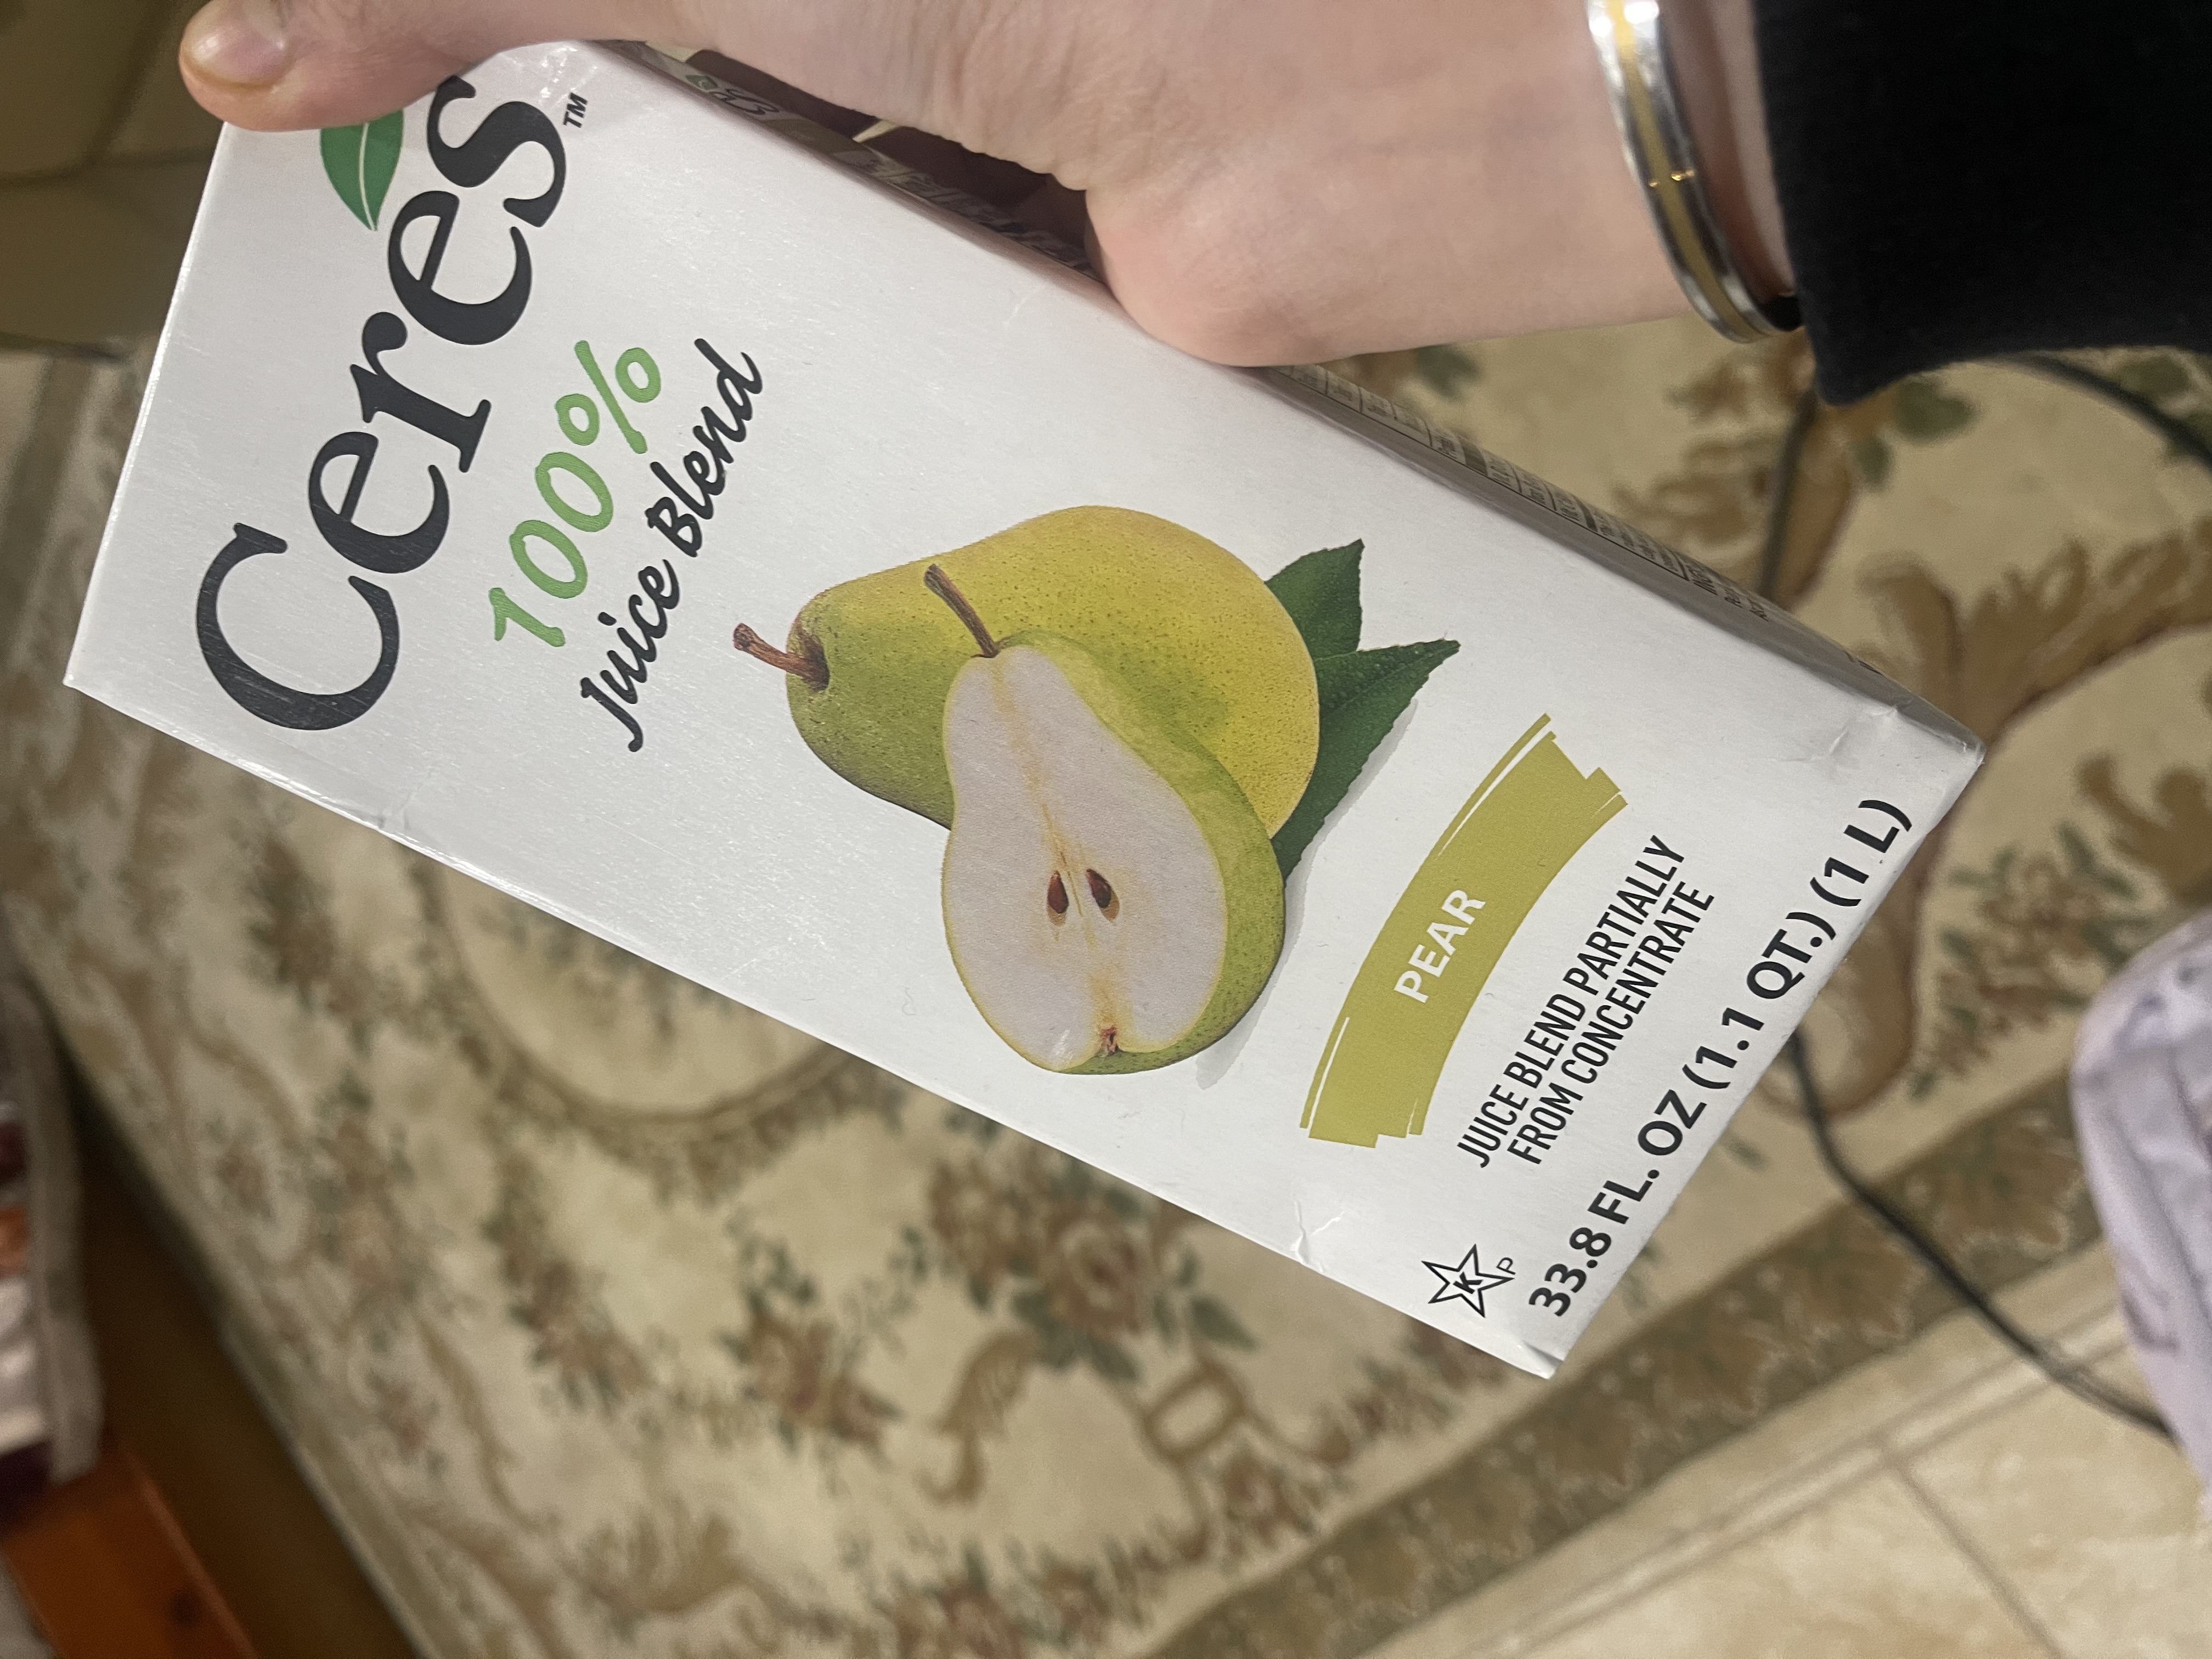 Ceres
TM
100%
Juice Blend
PEAR
K
P
JUICE BLEND PARTIALLY
FROM CONCENTRATE
33.8 FL. OZ (1.1 QT.) (1 L)